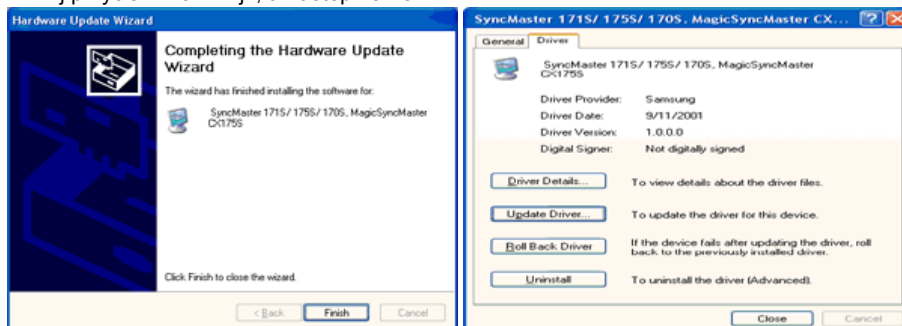 Hardware Update Wizard
Completing the Hardware Update
Wizard
The wizard has finished installing the software for:
SyncMaster 171S/ 175S/ 170S, MagicSyncMaster
CX175S
Click Finish to close the wizard.
< Back
Finish
Cancel
SyncMaster 171S/ 175S/ 170S, MagicSyncMaster CX...
General
Driver
SyncMaster 171S/ 175S/ 170S, MagicSyncMaster
CX175S
Driver Provider: Samsung
Driver Date: 9/11/2001
Driver Version: 1.0.0.0
Digital Signer: Not digitally signed
Driver Details... To view details about the driver files.
Update Driver... To update the driver for this device.
Roll Back Driver If the device fails after updating the driver, roll
back to the previously installed driver.
Uninstall To uninstall the driver (Advanced).
Close
Cancel